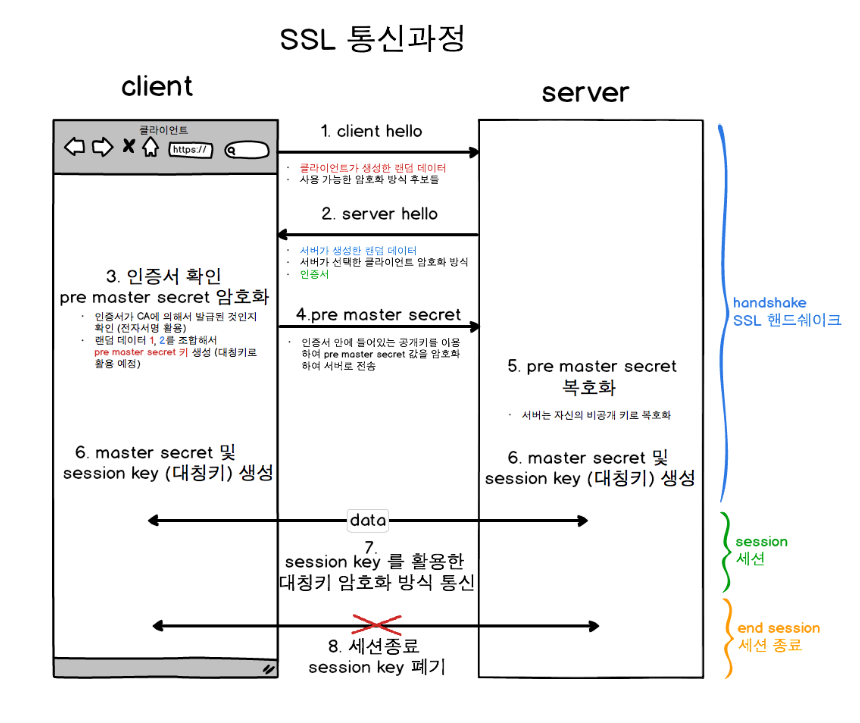 SSL 통신과정
client
server
클라이언트
https://
1. client hello
· 클라이언트가 생성한 랜덤 데이터
· 사용 가능한 암호화 방식 후보들
2. server hello
· 서버가 생성한 랜덤 데이터
· 서버가 선택한 클라이언트 암호화 방식
· 인증서
3. 인증서 확인
pre master secret 암호화
· 인증서가 CA에 의해서 발급된 것인지
확인 (전자서명 활용)
· 랜덤 데이터 1, 2를 조합해서
pre master secret 키 생성 (대칭키로
활용 예정)
4.pre master secret
· 인증서 안에 들어있는 공개키를 이용
하여 pre master secret 값을 암호화
하여 서버로 전송
5. pre master secret
복호화
· 서버는 자신의 비공개 키로 복호화
6. master secret 및
session key (대칭키) 생성
6. master secret 및
session key (대칭키) 생성
handshake
SSL 핸드쉐이크
data
7.
session key 를 활용한
대칭키 암호화 방식 통신
session
세션
8. 세션종료
session key 폐기
end session
세션 종료